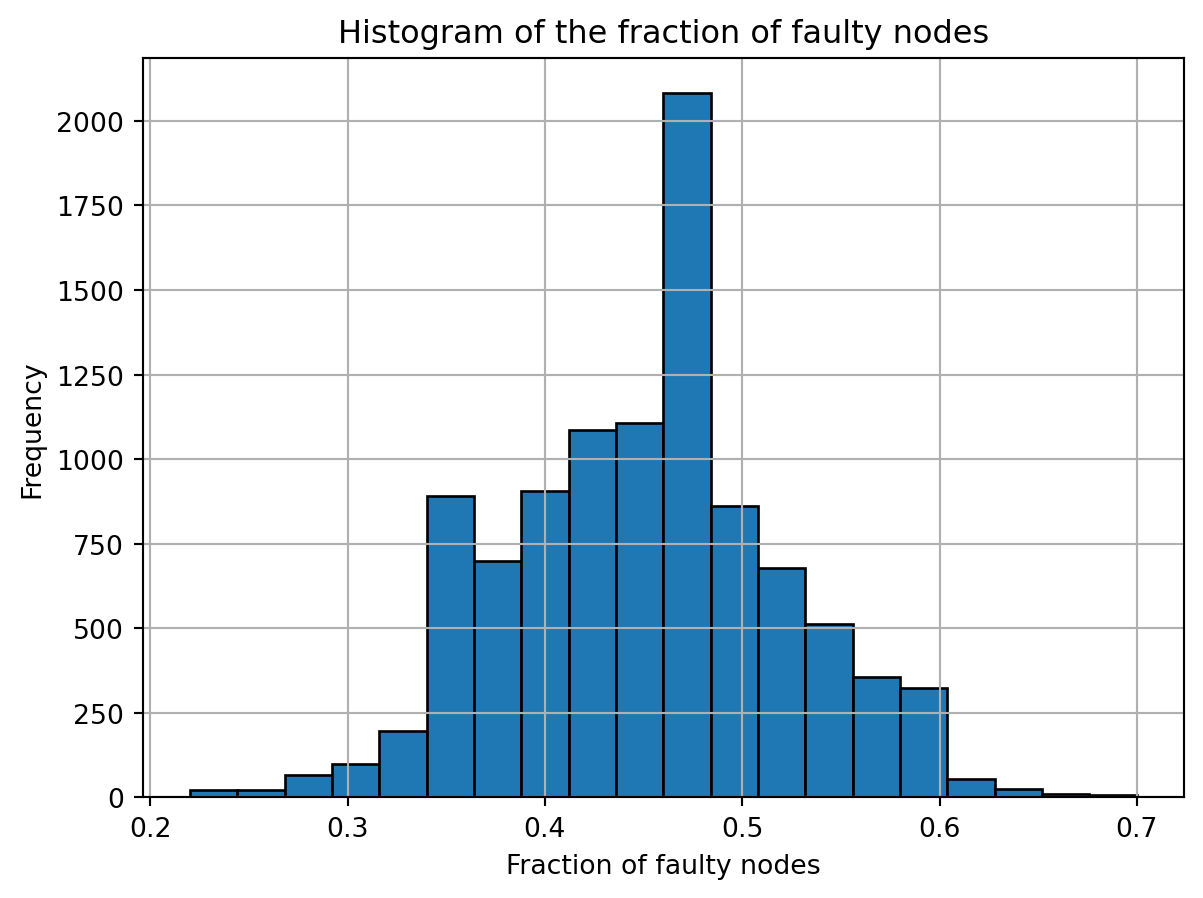 Histogram of the fraction of faulty nodes
2000
1750
1500
1250
1000
750
500
250
0
Frequency
0.2 0.3 0.4 0.5 0.6 0.7
Fraction of faulty nodes